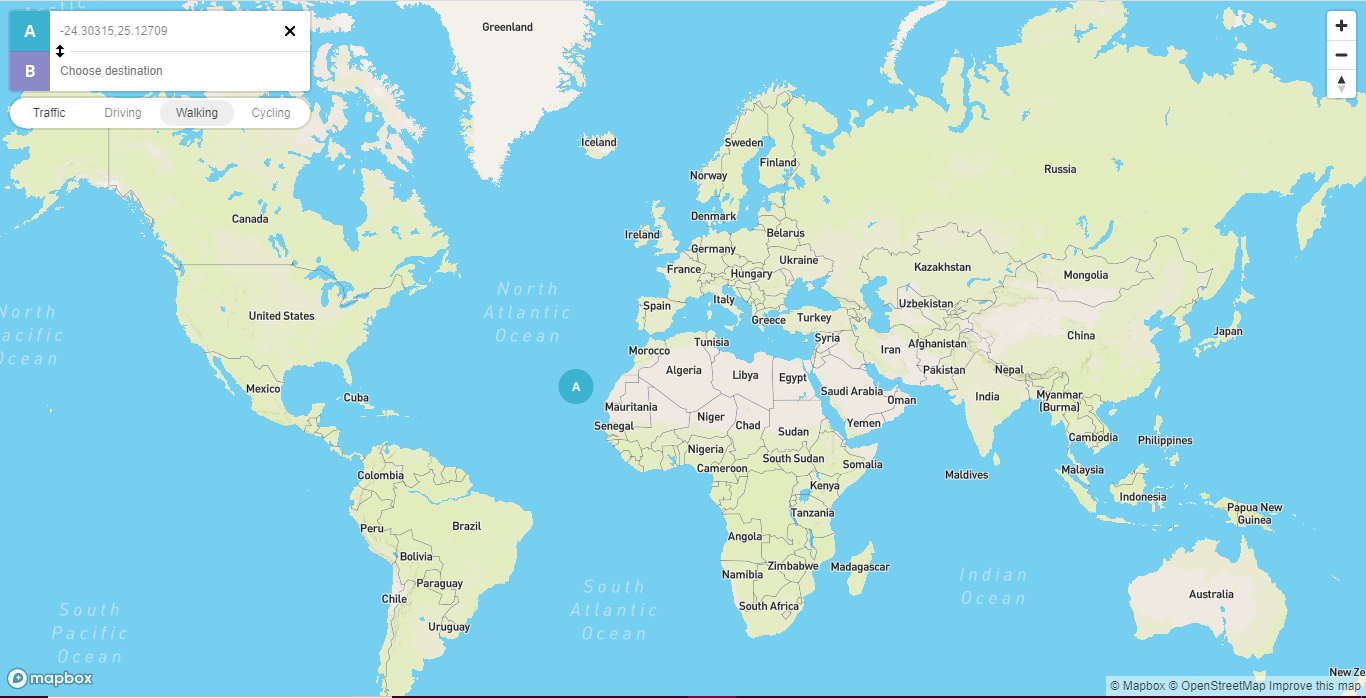 Arctic
A
-24.30315,25.12709
B
Choose destination
Traffic
Driving
Walking
Cycling
Greenland
Iceland
Sweden
Finland
Norway
Russia
Denmark
Canada
Ireland
Belarus
Germany
Ukraine
France
Hungary
Kazakhstan
Mongolia
North
Atlantic
Ocean
Italy
Spain
Uzbekistan
United States
Greece
Turkey
North
acific
Ocean
Japan
China
Syria
Tunisia
Afghanistan
Morocco
Iran
Algeria
Pakistan
Nepal
Libya
Egypt
A
Mexico
Saudi Arabia
Cuba
India
Myanmar
(Burma)
Oman
Mauritania
Niger
Senegal
Chad
Yemen
Sudan
Cambodia
Philippines
Nigeria
South Sudan
Somalia
Cameroon
Malaysia
Colombia
Maldives
Kenya
Indonesia
Papua New
Guinea
Tanzania
Peru
Brazil
Angola
Bolivia
Zimbabwe
Madagascar
Namibia
Indian
Ocean
Paraguay
South
Atlantic
Ocean
Australia
Chile
South Africa
South
Pacific
Ocean
Uruguay
New Ze
mapbox
© Mapbox © OpenStreetMap Improve this map